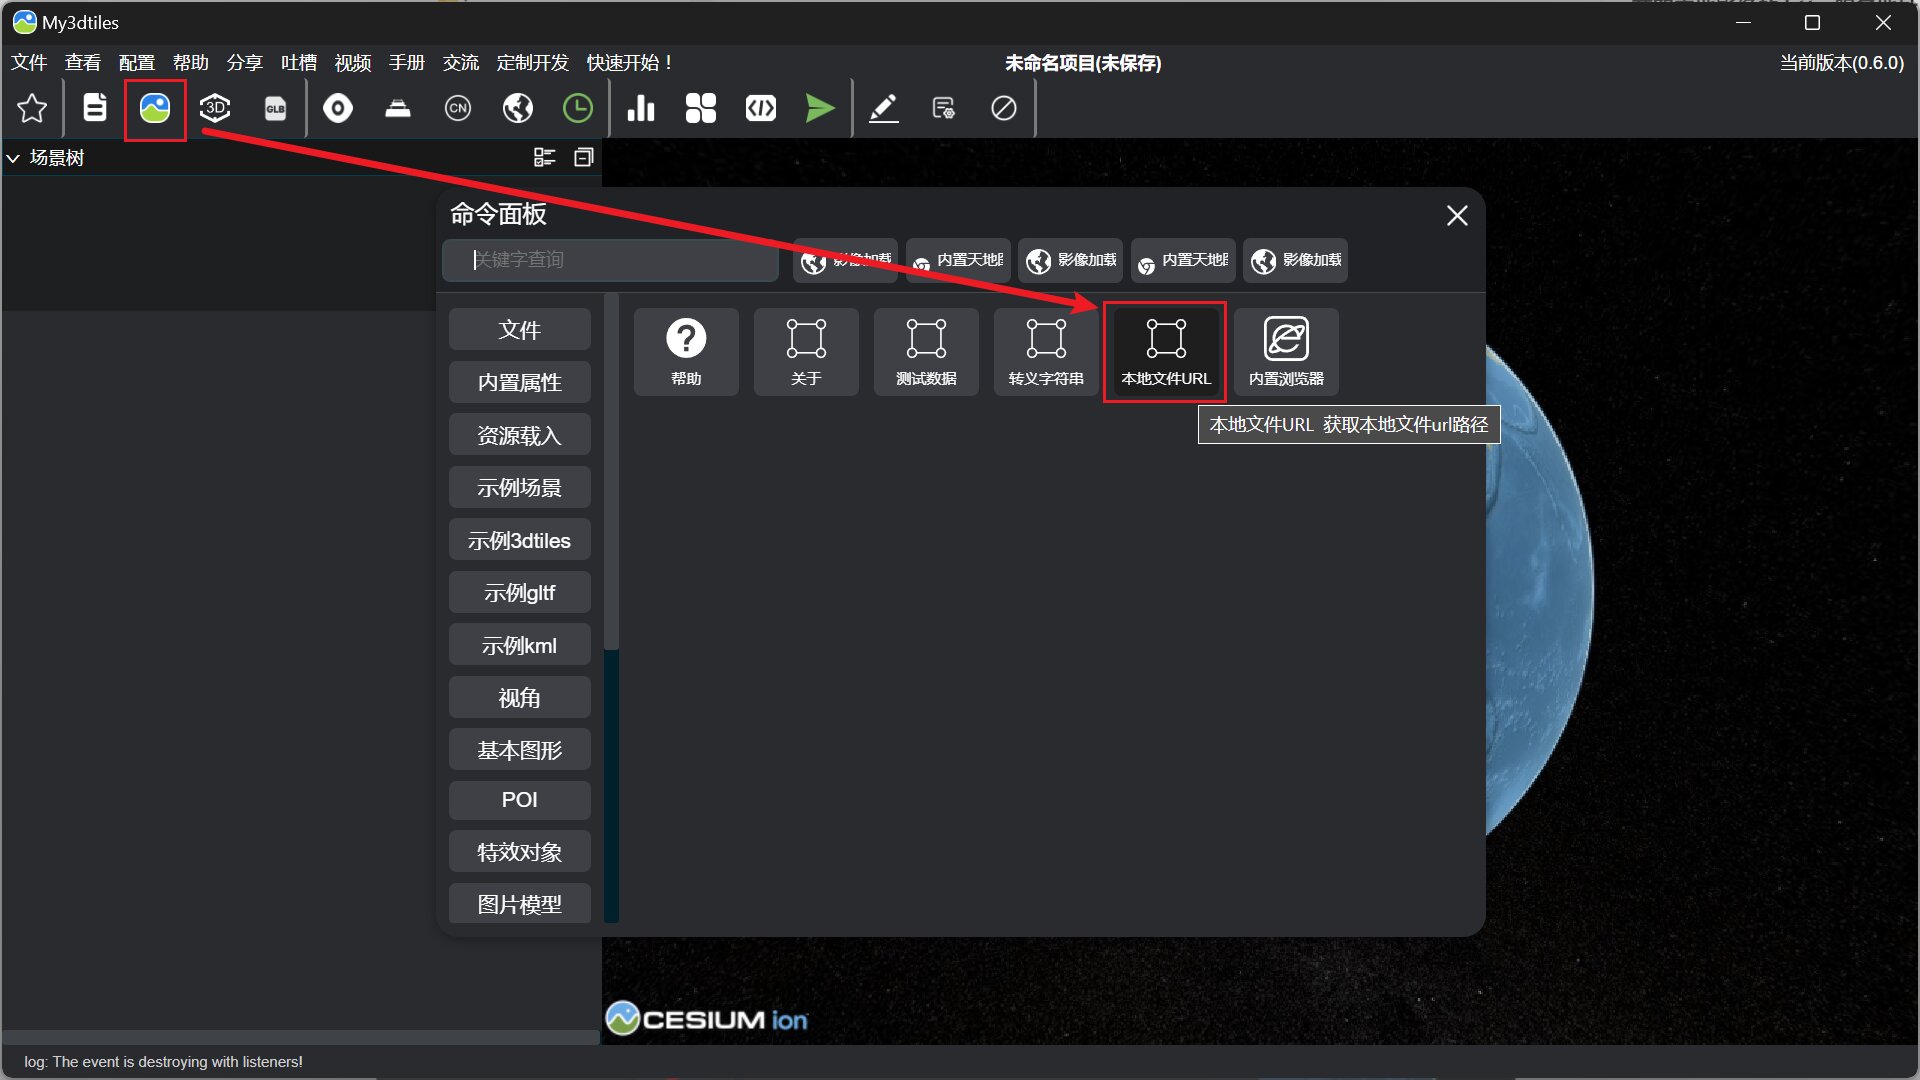 My3dtiles
文件 查看 配置 帮助 分享 吐槽 视频 手册 交流 定制开发 快速开始！ 未命名项目(未保存) 当前版本(0.6.0)
3D GLB CN
场景树
命令面板
关键字查询 影像加载 内置天地 影像加载 内置天地 影像加载
文件
内置属性
资源载入
示例场景
示例3dtiles
示例gltf
示例kml
视角
基本图形
POI
特效对象
图片模型
帮助 关于 测试数据 转义字符串 本地文件URL 内置浏览器
本地文件URL 获取本地文件url路径
CESIUM ion
log: The event is destroying with listeners!